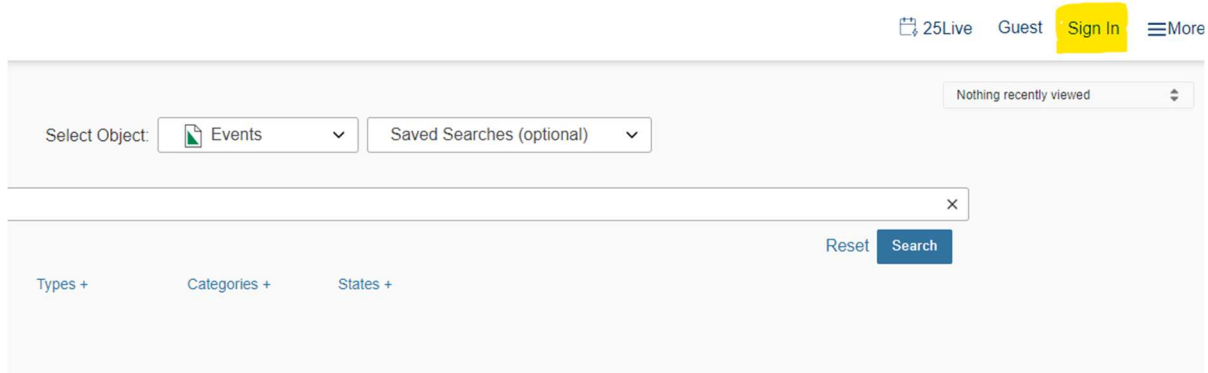 25Live Guest Sign In More
Nothing recently viewed
Select Object: Events Saved Searches (optional)
Reset Search
Types + Categories + States +